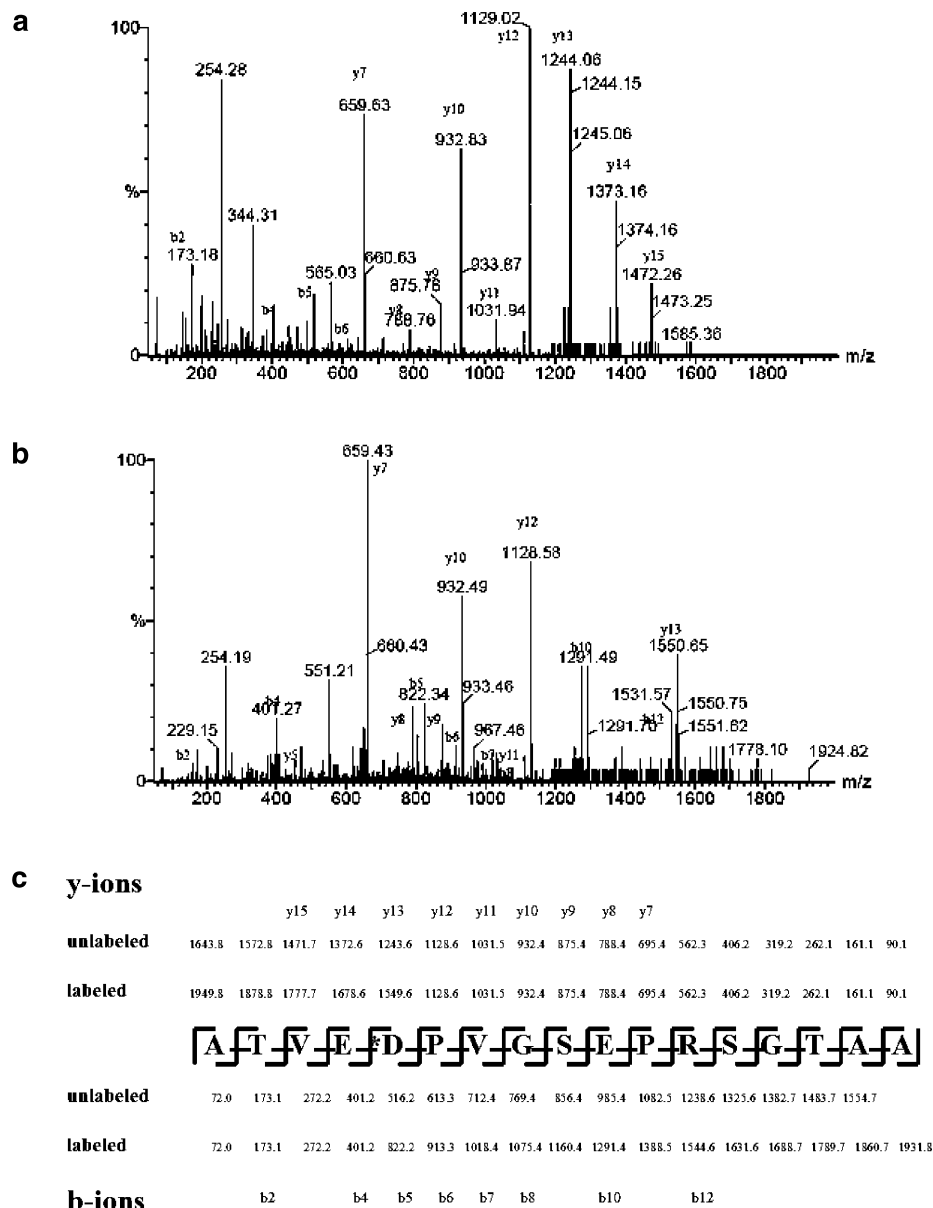 a
1129.02
100
y12
y13
1244.06
254.28
y7
1244.15
659.63
y10
1245.06
932.83
y14
%
1373.16
344.31
1374.16
b2
173.18
660.63
y15
565.03
933.87
y9
1472.26
b5
875.76
y11
1473.25
b4
1031.94
b6
y8
1585.36
0
m/z
200 400 600 800 1000 1200 1400 1600 1800
b
659.43
100
y7
y12
1128.58
y10
932.49
%
y13
660.43
b10
1550.65
254.19
1291.49
551.21
b5
933.46
1531.57
1550.75
b4
822.34
401.27
y8
y9
1291.70
b12
1551.62
229.15
b6
967.46
b2
y5
b7
y11
1778.10
1924.82
0
m/z
200 400 600 800 1000 1200 1400 1600 1800
c
y-ions
y15 y14 y13 y12 y11 y10 y9 y8 y7
unlabeled 1643.8 1572.8 1471.7 1372.6 1243.6 1128.6 1031.5 932.4 875.4 788.4 695.4 562.3 406.2 319.2 262.1 161.1 90.1
labeled 1949.8 1878.8 1777.7 1678.6 1549.6 1128.6 1031.5 932.4 875.4 788.4 695.4 562.3 406.2 319.2 262.1 161.1 90.1
A T V E *D P V G S E P R S G T A A
unlabeled 72.0 173.1 272.2 401.2 516.2 613.3 712.4 769.4 856.4 985.4 1082.5 1238.6 1325.6 1382.7 1483.7 1554.7
labeled 72.0 173.1 272.2 401.2 822.2 913.3 1018.4 1075.4 1160.4 1291.4 1388.5 1544.6 1631.6 1688.7 1789.7 1860.7 1931.8
b-ions b2 b4 b5 b6 b7 b8 b10 b12